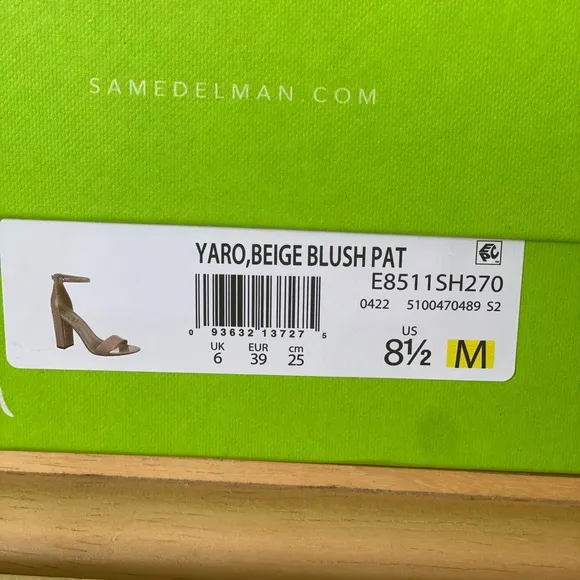 SAMEDELMAN.COM
YARO,BEIGE BLUSH PAT
E8511SH270
0422 5100470489 S2
0 93632 13727 5
UK EUR cm
6 39 25
US
8½ M